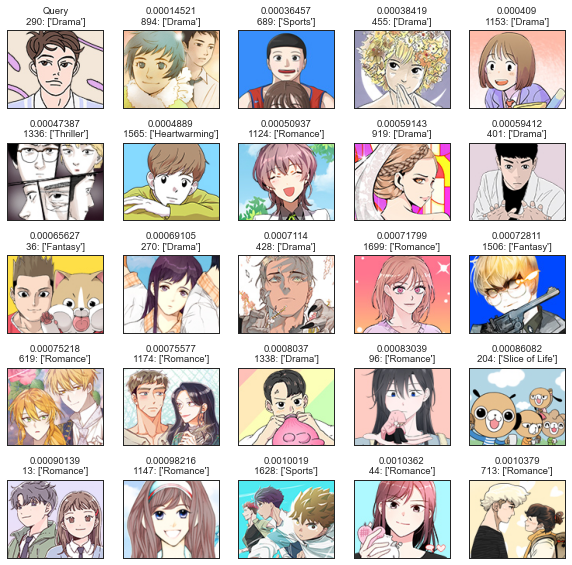 Query
290: ['Drama']
0.00014521
894: ['Drama']
0.00036457
689: ['Sports']
0.00038419
455: ['Drama']
0.000409
1153: ['Drama']
0.00047387
1336: ['Thriller']
0.0004889
1565: ['Heartwarming']
0.00050937
1124: ['Romance']
0.00059143
919: ['Drama']
0.00059412
401: ['Drama']
0.00065627
36: ['Fantasy']
0.00069105
270: ['Drama']
0.0007114
428: ['Drama']
0.00071799
1699: ['Romance']
0.00072811
1506: ['Fantasy']
0.00075218
619: ['Romance']
0.00075577
1174: ['Romance']
0.0008037
1338: ['Drama']
0.00083039
96: ['Romance']
0.00086082
204: ['Slice of Life']
0.00090139
13: ['Romance']
0.00098216
1147: ['Romance']
0.0010019
1628: ['Sports']
0.0010362
44: ['Romance']
0.0010379
713: ['Romance']